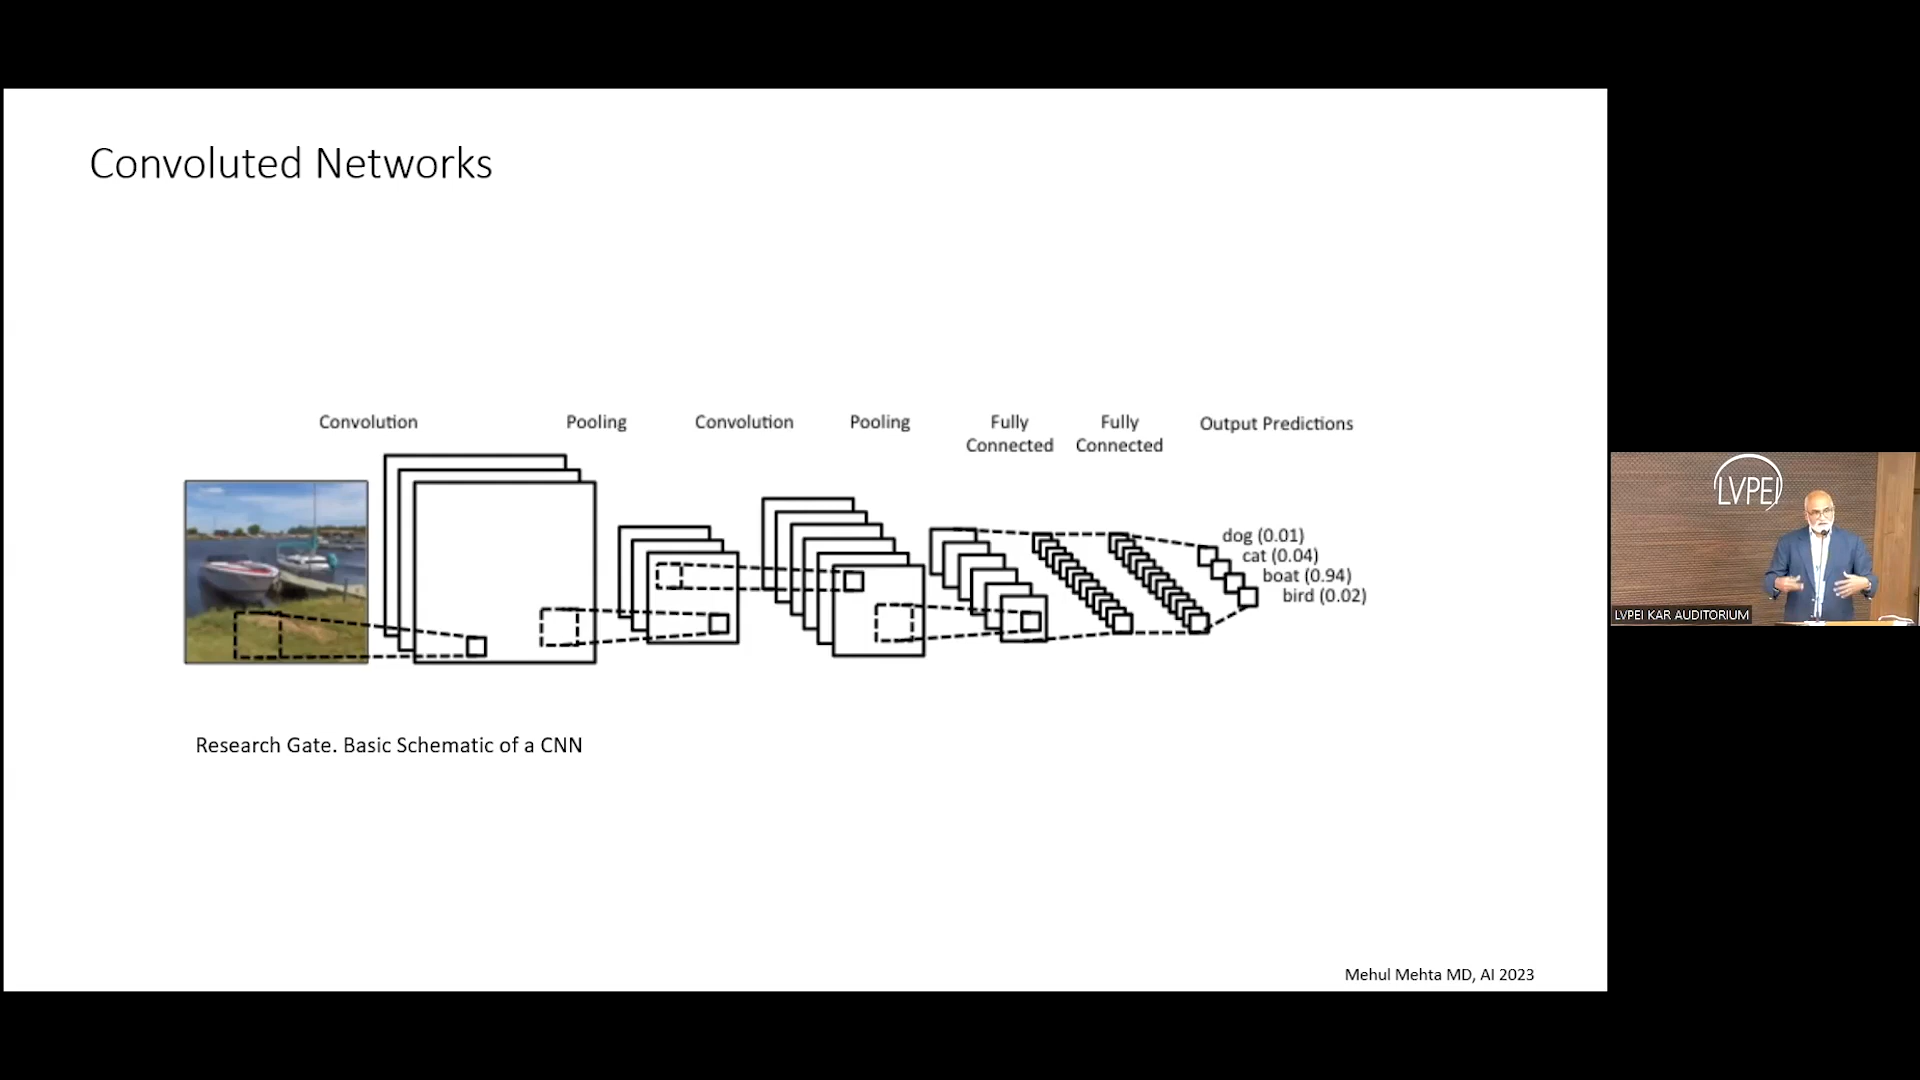 Convoluted Networks
Convolution
Pooling
Convolution
Pooling
Fully
Connected
Fully
Connected
Output Predictions
dog (0.01)
cat (0.04)
boat (0.94)
bird (0.02)
Research Gate. Basic Schematic of a CNN
Mehul Mehta MD, AI 2023
LVPEI
LVPEI KAR AUDITORIUM